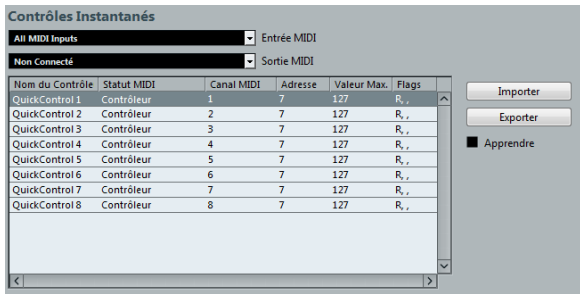 Contrôles Instantanés
All MIDI Inputs Entrée MIDI
Non Connecté Sortie MIDI
Nom du Contrôle Statut MIDI Canal MIDI Adresse Valeur Max. Flags
QuickControl 1 Contrôleur 1 7 127 R, ,
QuickControl 2 Contrôleur 2 7 127 R, ,
QuickControl 3 Contrôleur 3 7 127 R, ,
QuickControl 4 Contrôleur 4 7 127 R, ,
QuickControl 5 Contrôleur 5 7 127 R, ,
QuickControl 6 Contrôleur 6 7 127 R, ,
QuickControl 7 Contrôleur 7 7 127 R, ,
QuickControl 8 Contrôleur 8 7 127 R, ,
Importer
Exporter
Apprendre